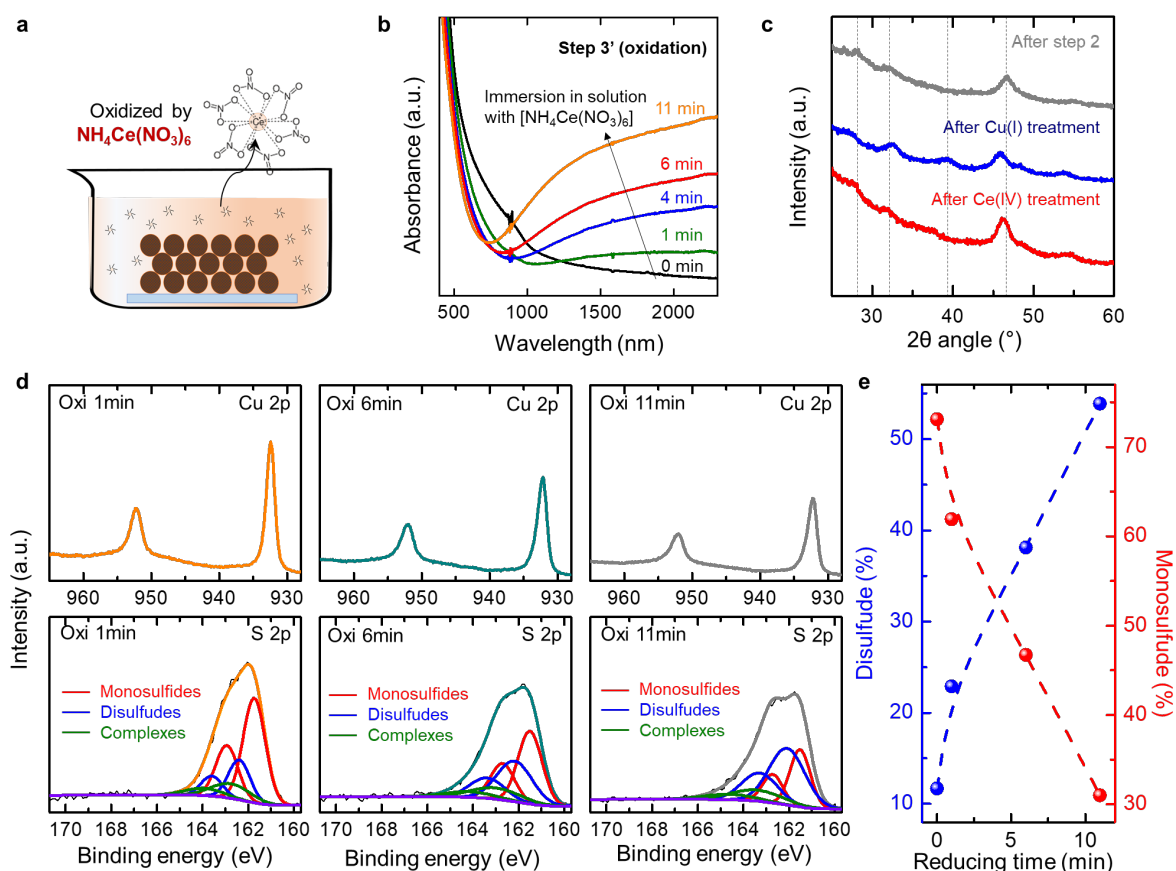 a
Oxidized by
NH4Ce(NO3)6
Ce
b
Step 3’ (oxidation)
Immersion in solution
with [NH4Ce(NO3)6]
11 min
6 min
4 min
1 min
0 min
Absorbance (a.u.)
500 1000 1500 2000
Wavelength (nm)
c
After step 2
After Cu(I) treatment
After Ce(IV) treatment
Intensity (a.u.)
30 40 50 60
2θ angle (°)
d
Intensity (a.u.)
Oxi 1min Cu 2p
960 950 940 930
Oxi 6min Cu 2p
960 950 940 930
Oxi 11min Cu 2p
960 950 940 930
Oxi 1min S 2p
Monosulfides
Disulfudes
Complexes
170 168 166 164 162 160
Binding energy (eV)
Oxi 6min S 2p
Monosulfides
Disulfudes
Complexes
170 168 166 164 162 160
Binding energy (eV)
Oxi 11min S 2p
Monosulfides
Disulfudes
Complexes
170 168 166 164 162 160
Binding energy (eV)
e
Disulfude (%)
50
40
30
20
10
%
Monosulfude (%)
70
60
50
40
30
0 5 10
Reducing time (min)